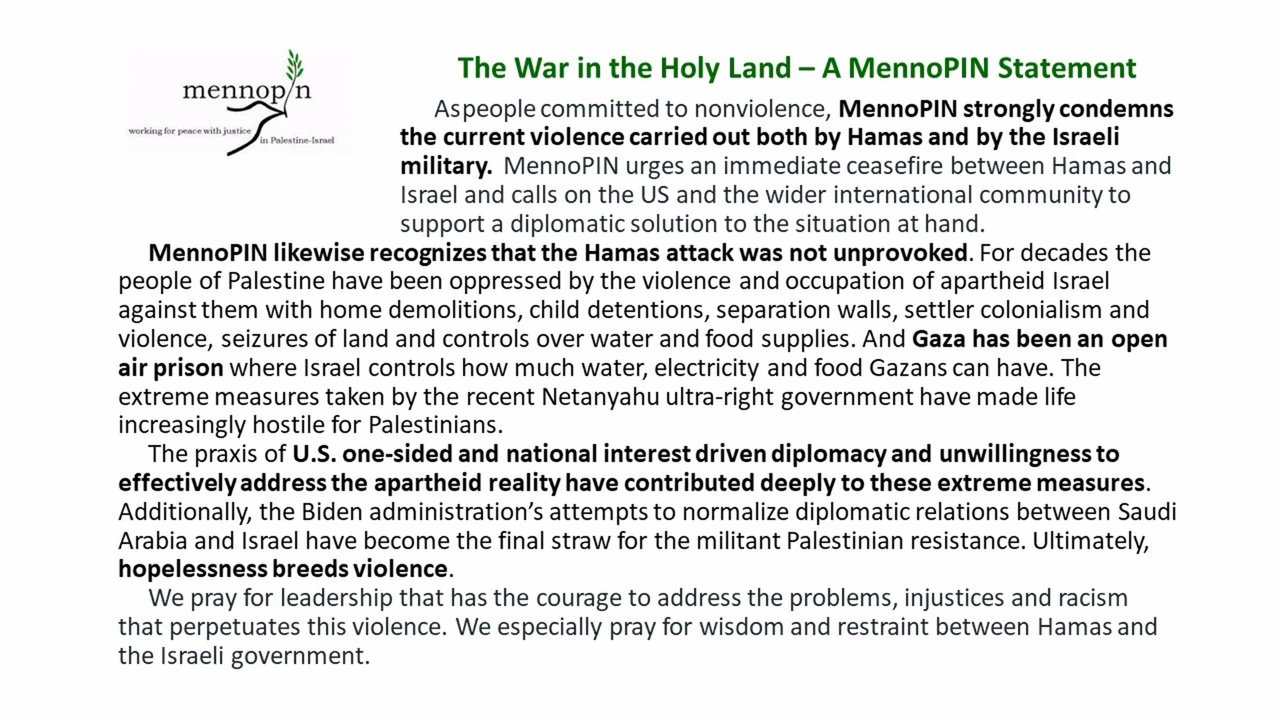 mennopin
working for peace with justice
in Palestine-Israel
The War in the Holy Land – A MennoPIN Statement
As people committed to nonviolence, MennoPIN strongly condemns
the current violence carried out both by Hamas and by the Israeli
military. MennoPIN urges an immediate ceasefire between Hamas and
Israel and calls on the US and the wider international community to
support a diplomatic solution to the situation at hand.
MennoPIN likewise recognizes that the Hamas attack was not unprovoked. For decades the
people of Palestine have been oppressed by the violence and occupation of apartheid Israel
against them with home demolitions, child detentions, separation walls, settler colonialism and
violence, seizures of land and controls over water and food supplies. And Gaza has been an open
air prison where Israel controls how much water, electricity and food Gazans can have. The
extreme measures taken by the recent Netanyahu ultra-right government have made life
increasingly hostile for Palestinians.
The praxis of U.S. one-sided and national interest driven diplomacy and unwillingness to
effectively address the apartheid reality have contributed deeply to these extreme measures.
Additionally, the Biden administration’s attempts to normalize diplomatic relations between Saudi
Arabia and Israel have become the final straw for the militant Palestinian resistance. Ultimately,
hopelessness breeds violence.
We pray for leadership that has the courage to address the problems, injustices and racism
that perpetuates this violence. We especially pray for wisdom and restraint between Hamas and
the Israeli government.